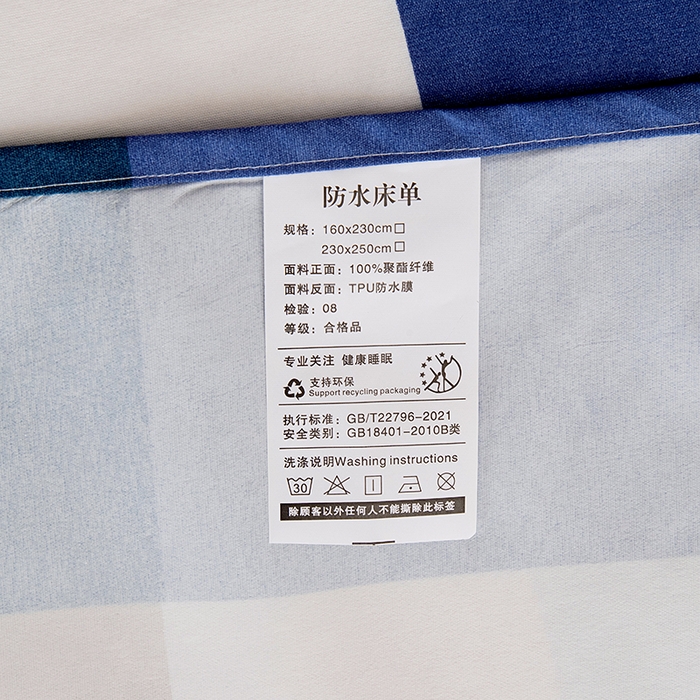 防水床单
规格：160x230cm□
230x250cm□
面料正面：100%聚酯纤维
面料反面：TPU防水膜
检验：08
等级：合格品
专业关注 健康睡眠
支持环保
Support recycling packaging
执行标准：GB/T22796-2021
安全类别：GB18401-2010B类
洗涤说明Washing instructions
30
除顾客以外任何人不能撕除此标签